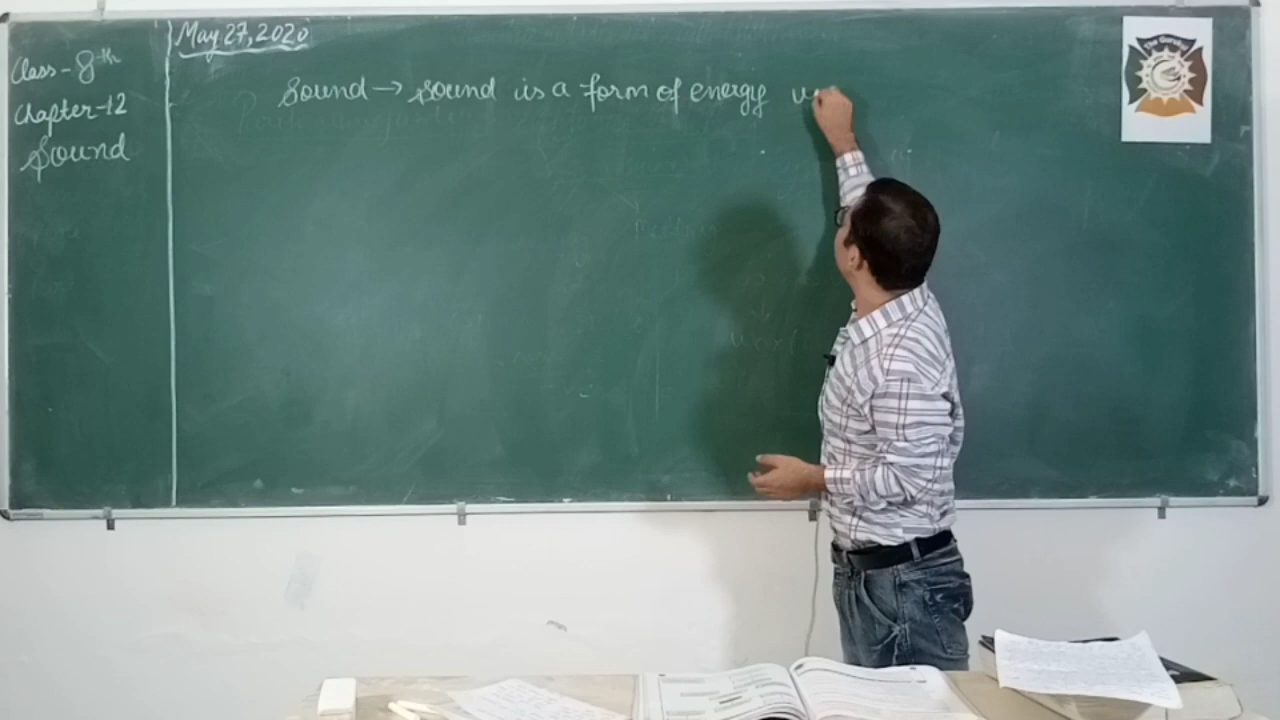 May 27, 2020
Class - 8th
Chapter-12
Sound
Sound → sound is a form of energy